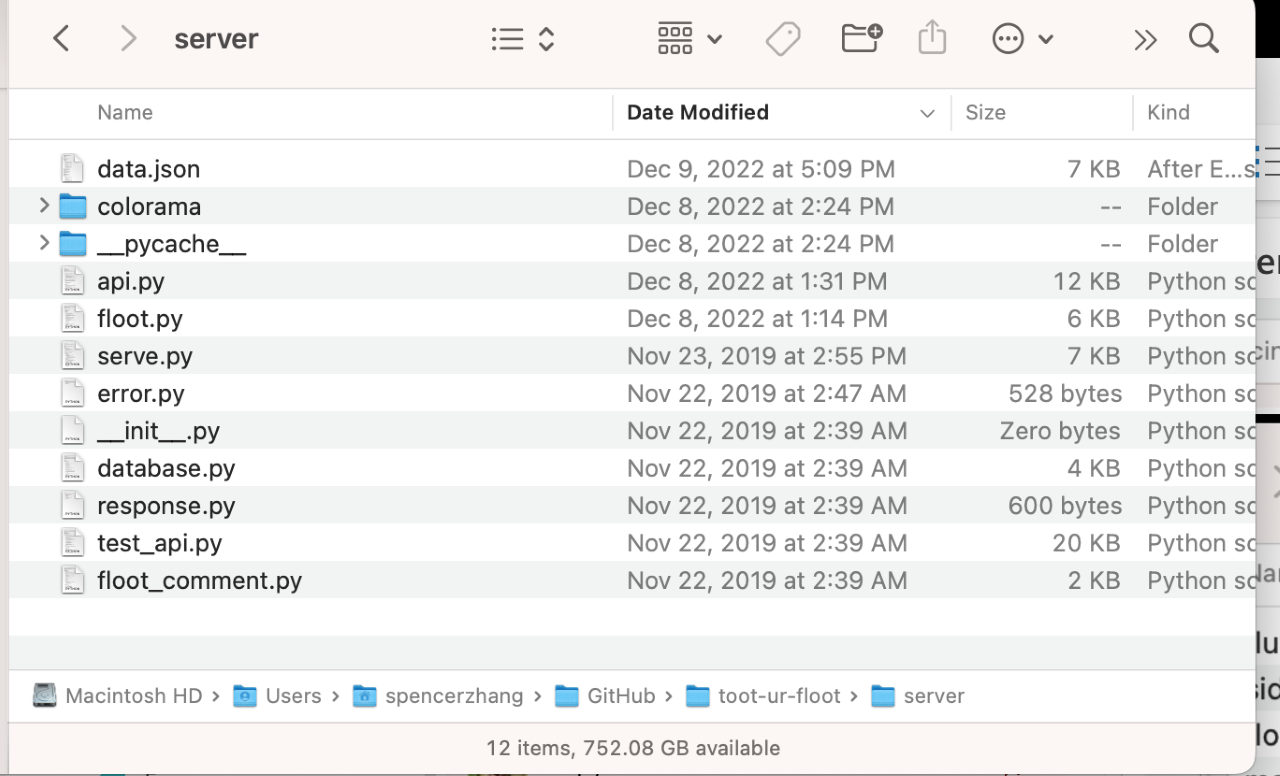 server
Name Date Modified Size Kind
data.json Dec 9, 2022 at 5:09 PM 7 KB After E...s
colorama Dec 8, 2022 at 2:24 PM -- Folder
__pycache__ Dec 8, 2022 at 2:24 PM -- Folder
api.py Dec 8, 2022 at 1:31 PM 12 KB Python sc
floot.py Dec 8, 2022 at 1:14 PM 6 KB Python sc
serve.py Nov 23, 2019 at 2:55 PM 7 KB Python sc
error.py Nov 22, 2019 at 2:47 AM 528 bytes Python sc
__init__.py Nov 22, 2019 at 2:39 AM Zero bytes Python sc
database.py Nov 22, 2019 at 2:39 AM 4 KB Python sc
response.py Nov 22, 2019 at 2:39 AM 600 bytes Python sc
test_api.py Nov 22, 2019 at 2:39 AM 20 KB Python sc
floot_comment.py Nov 22, 2019 at 2:39 AM 2 KB Python sc
Macintosh HD › Users › spencerzhang › GitHub › toot-ur-floot › server
12 items, 752.08 GB available